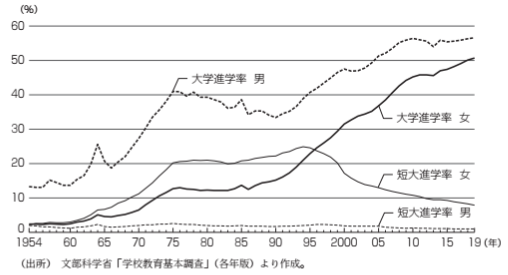 (%)
60
50
40
30
20
10
0
大学進学率 男
大学進学率 女
短大進学率 女
短大進学率 男
1954 60 65 70 75 80 85 90 95 2000 05 10 15 19 (年)
(出所) 文部科学省「学校教育基本調査」(各年版)より作成。